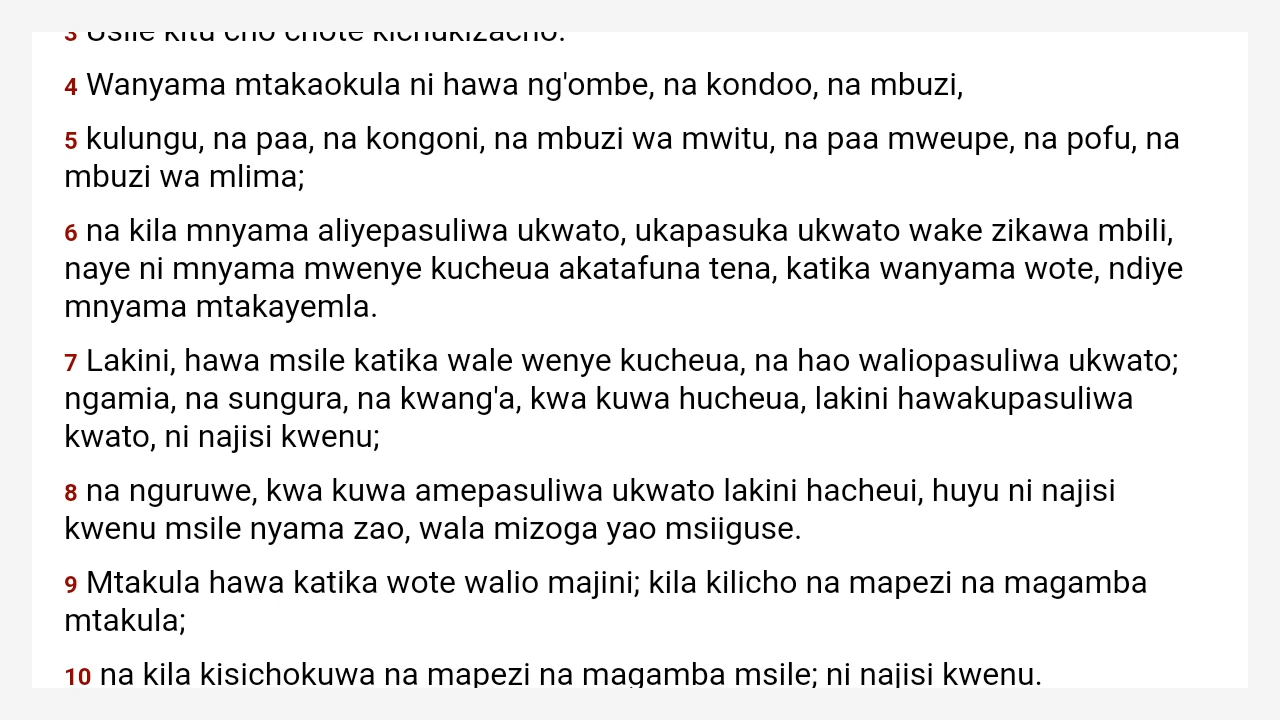 3 Usile kitu cho chote kichukizacho.
4 Wanyama mtakaokula ni hawa ng'ombe, na kondoo, na mbuzi,
5 kulungu, na paa, na kongoni, na mbuzi wa mwitu, na paa mweupe, na pofu, na
mbuzi wa mlima;
6 na kila mnyama aliyepasuliwa ukwato, ukapasuka ukwato wake zikawa mbili,
naye ni mnyama mwenye kucheua akatafuna tena, katika wanyama wote, ndiye
mnyama mtakayemla.
7 Lakini, hawa msile katika wale wenye kucheua, na hao waliopasuliwa ukwato;
ngamia, na sungura, na kwang'a, kwa kuwa hucheua, lakini hawakupasuliwa
kwato, ni najisi kwenu;
8 na nguruwe, kwa kuwa amepasuliwa ukwato lakini hacheui, huyu ni najisi
kwenu msile nyama zao, wala mizoga yao msiiguse.
9 Mtakula hawa katika wote walio majini; kila kilicho na mapezi na magamba
mtakula;
10 na kila kisichokuwa na mapezi na magamba msile; ni najisi kwenu.